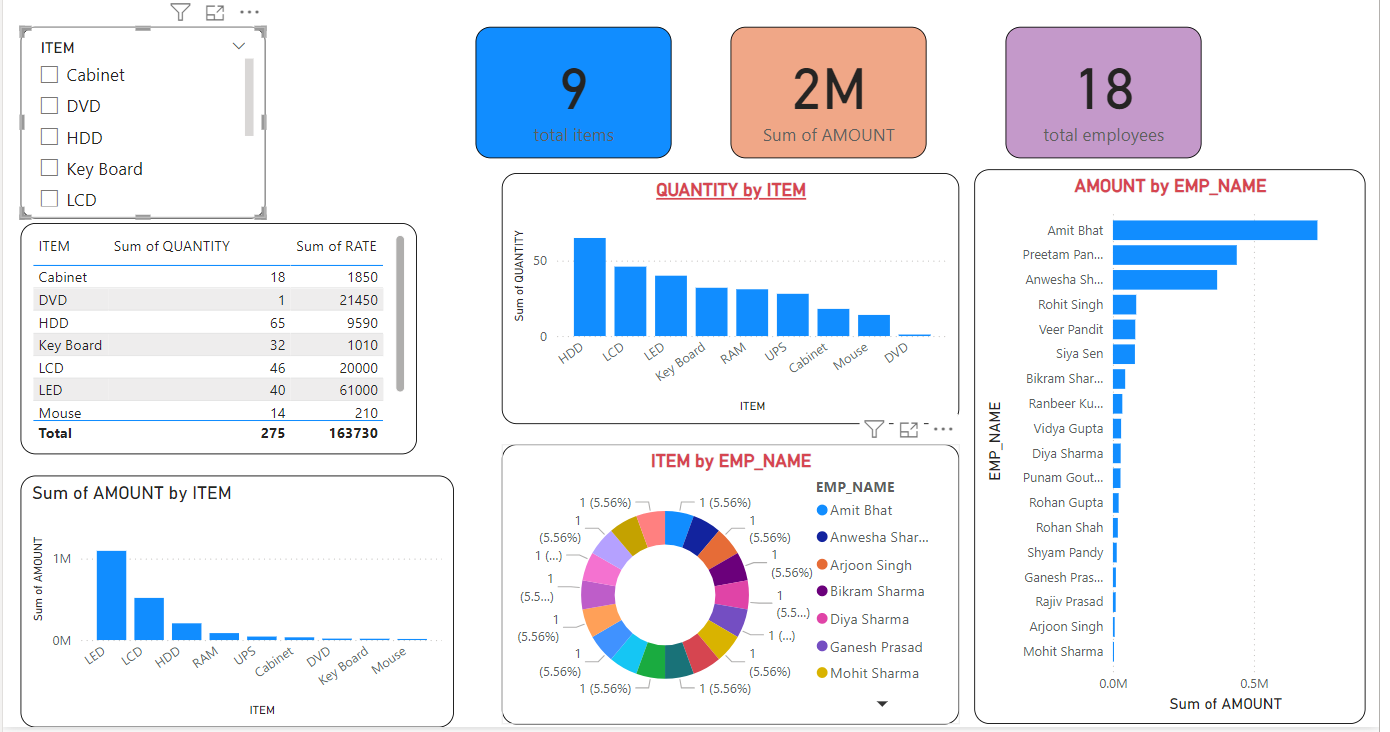 ITEM
Cabinet
DVD
HDD
Key Board
LCD
9
total items
2M
Sum of AMOUNT
18
total employees
ITEM Sum of QUANTITY Sum of RATE
Cabinet 18 1850
DVD 1 21450
HDD 65 9590
Key Board 32 1010
LCD 46 20000
LED 40 61000
Mouse 14 210
Total 275 163730
QUANTITY by ITEM
Sum of QUANTITY
50
0
HDD LCD LED Key Board RAM UPS Cabinet Mouse DVD
ITEM
AMOUNT by EMP_NAME
EMP_NAME
Amit Bhat
Preetam Pan...
Anwesha Sh...
Rohit Singh
Veer Pandit
Siya Sen
Bikram Shar...
Ranbeer Ku...
Vidya Gupta
Diya Sharma
Punam Gout...
Rohan Gupta
Rohan Shah
Shyam Pandy
Ganesh Pras...
Rajiv Prasad
Arjoon Singh
Mohit Sharma
0.0M 0.5M
Sum of AMOUNT
Sum of AMOUNT by ITEM
Sum of AMOUNT
1M
0M
LED LCD HDD RAM UPS Cabinet DVD Key Board Mouse
ITEM
ITEM by EMP_NAME
1 (5.56%)
1
(5.56%)
1
(5.56%)
1
(5.5...)
1 (...)
1
(5.56%)
1 (5.56%)
1 (5.56%)
1
(5.56%)
1
(5.56%)
1
(5.5...)
1 (...)
1
(5.56%)
1 (5.56%)
EMP_NAME
Amit Bhat
Anwesha Shar...
Arjoon Singh
Bikram Sharma
Diya Sharma
Ganesh Prasad
Mohit Sharma